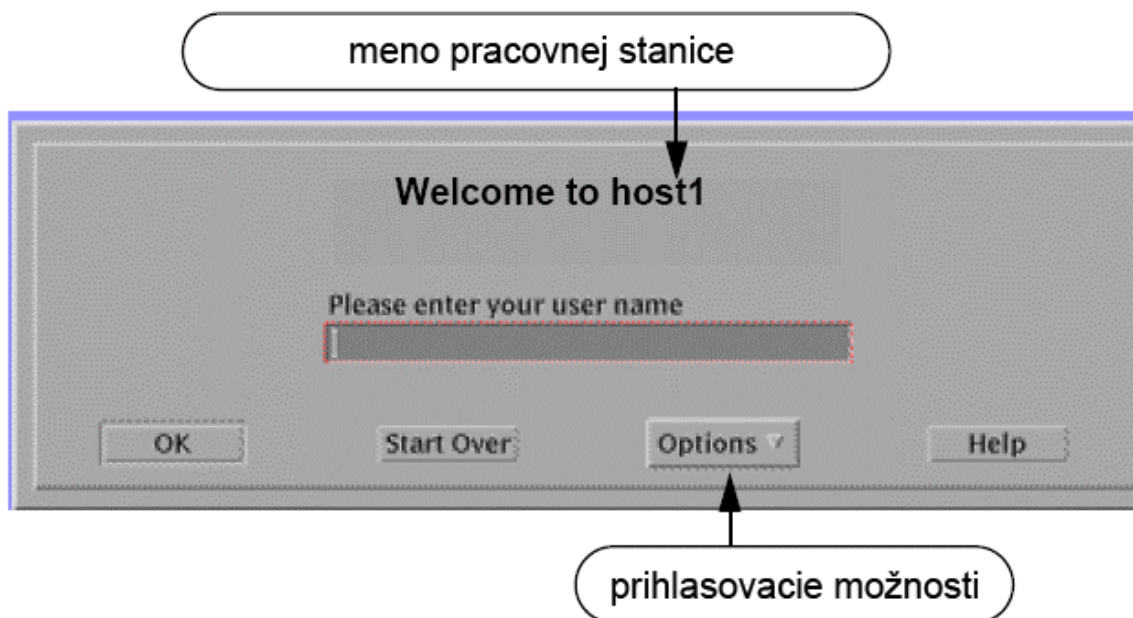 meno pracovnej stanice
Welcome to host1
Please enter your user name
OK Start Over Options Help
prihlasovacie možnosti